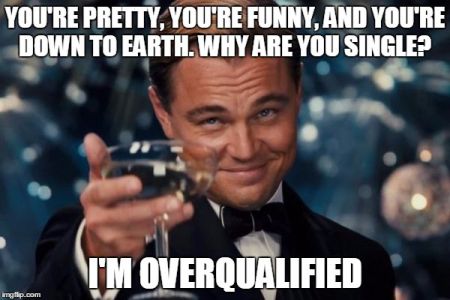 YOU'RE PRETTY, YOU'RE FUNNY, AND YOU'RE
DOWN TO EARTH. WHY ARE YOU SINGLE?
I'M OVERQUALIFIED
imgflip.com